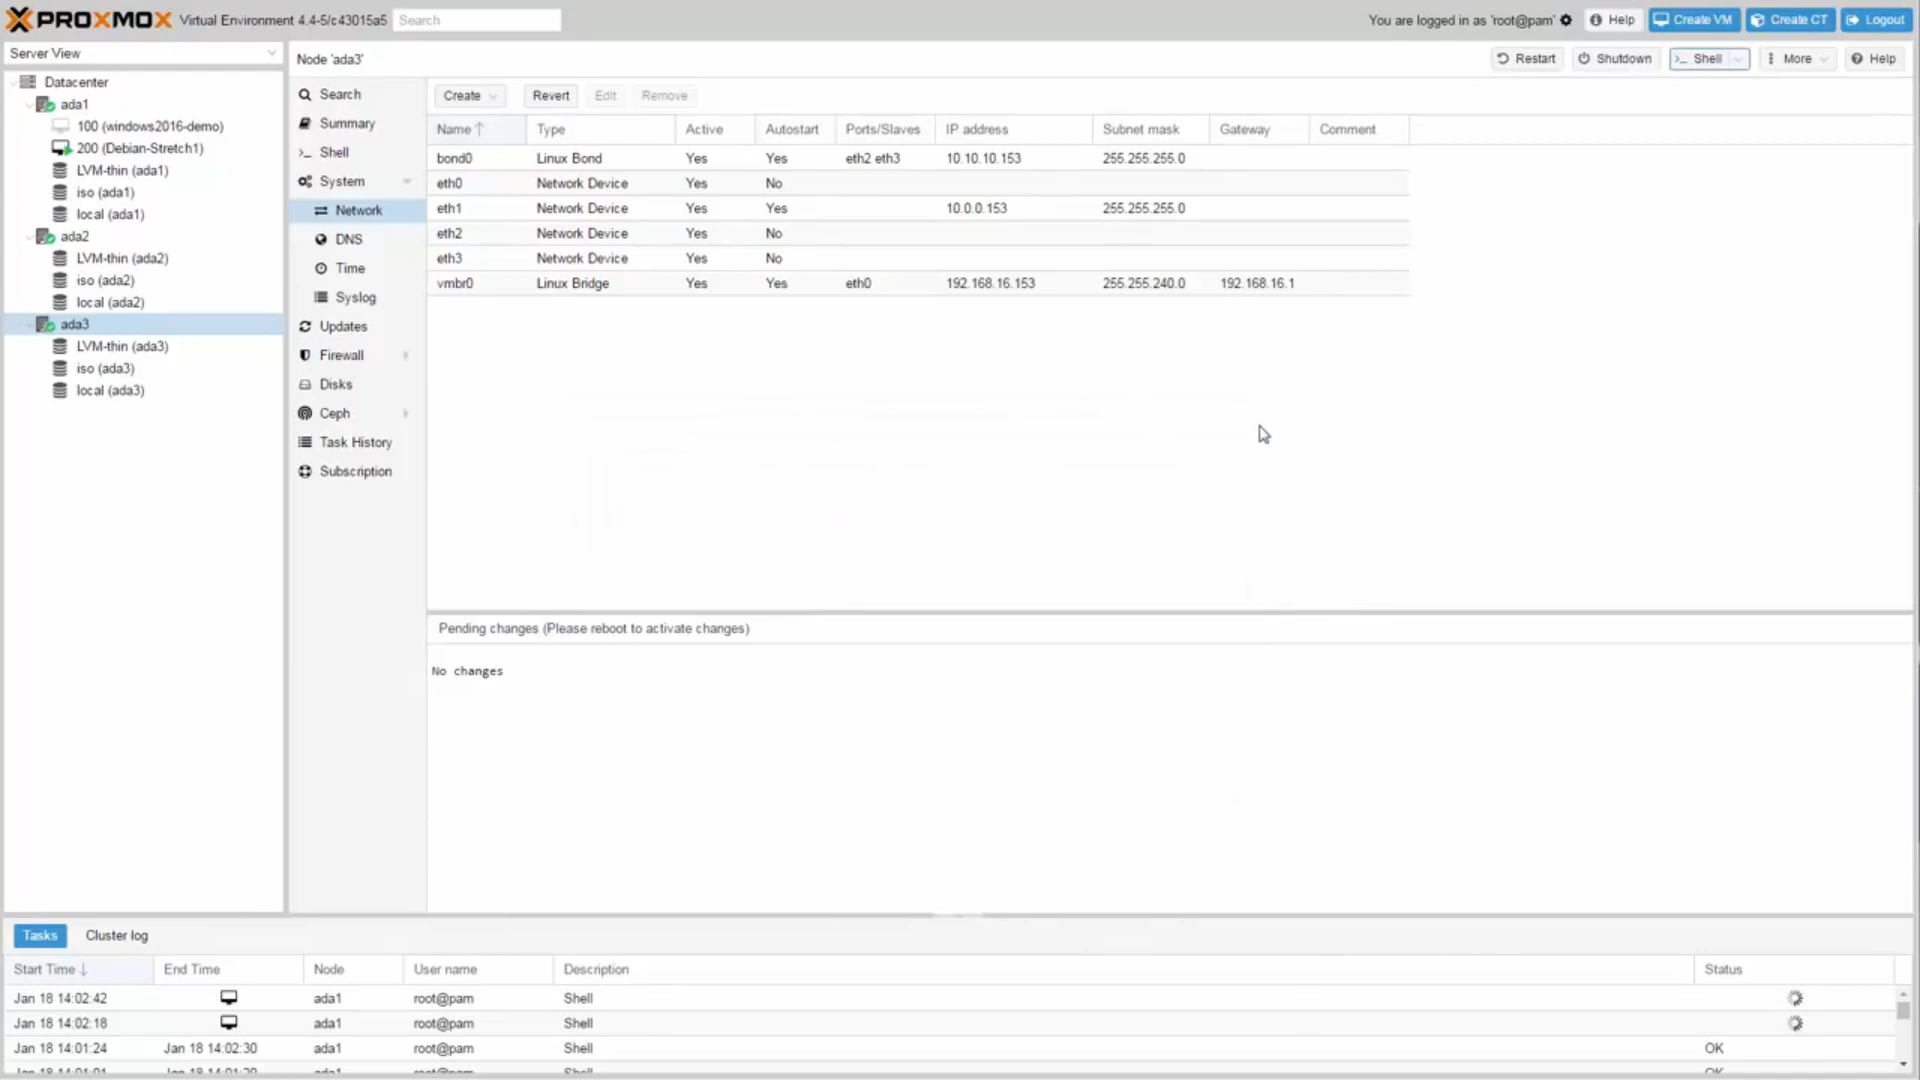 PROXMOX Virtual Environment 4.4-5/c43015a5 Search You are logged in as 'root@pam' Help Create VM Create CT Logout
Server View
Node 'ada3' Restart Shutdown >_ Shell More Help
Datacenter
ada1
100 (windows2016-demo)
200 (Debian-Stretch1)
LVM-thin (ada1)
iso (ada1)
local (ada1)
ada2
LVM-thin (ada2)
iso (ada2)
local (ada2)
ada3
LVM-thin (ada3)
iso (ada3)
local (ada3)
Search
Summary
>_ Shell
System
Network
DNS
Time
Syslog
Updates
Firewall
Disks
Ceph
Task History
Subscription
Create Revert Edit Remove
Name Type Active Autostart Ports/Slaves IP address Subnet mask Gateway Comment
bond0 Linux Bond Yes Yes eth2 eth3 10.10.10.153 255.255.255.0
eth0 Network Device Yes No
eth1 Network Device Yes Yes 10.0.0.153 255.255.255.0
eth2 Network Device Yes No
eth3 Network Device Yes No
vmbr0 Linux Bridge Yes Yes eth0 192.168.16.153 255.255.240.0 192.168.16.1
Pending changes (Please reboot to activate changes)
No changes
Tasks Cluster log
Start Time End Time Node User name Description Status
Jan 18 14:02:42 ada1 root@pam Shell
Jan 18 14:02:18 ada1 root@pam Shell
Jan 18 14:01:24 Jan 18 14:02:30 ada1 root@pam Shell OK
ada1 root@pam Shell OK